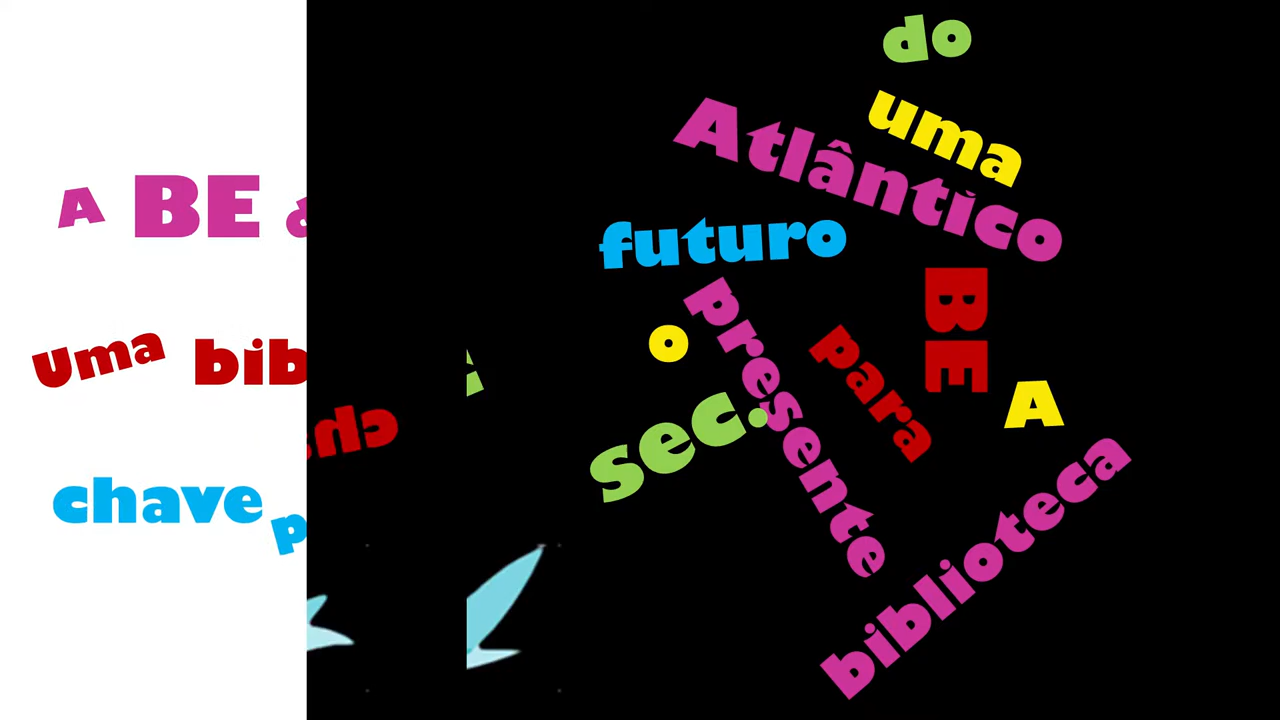 A BE
Uma bib
chave p
do
uma
Atlântico
futuro
BE
o
presente
para
A
sec.
biblioteca